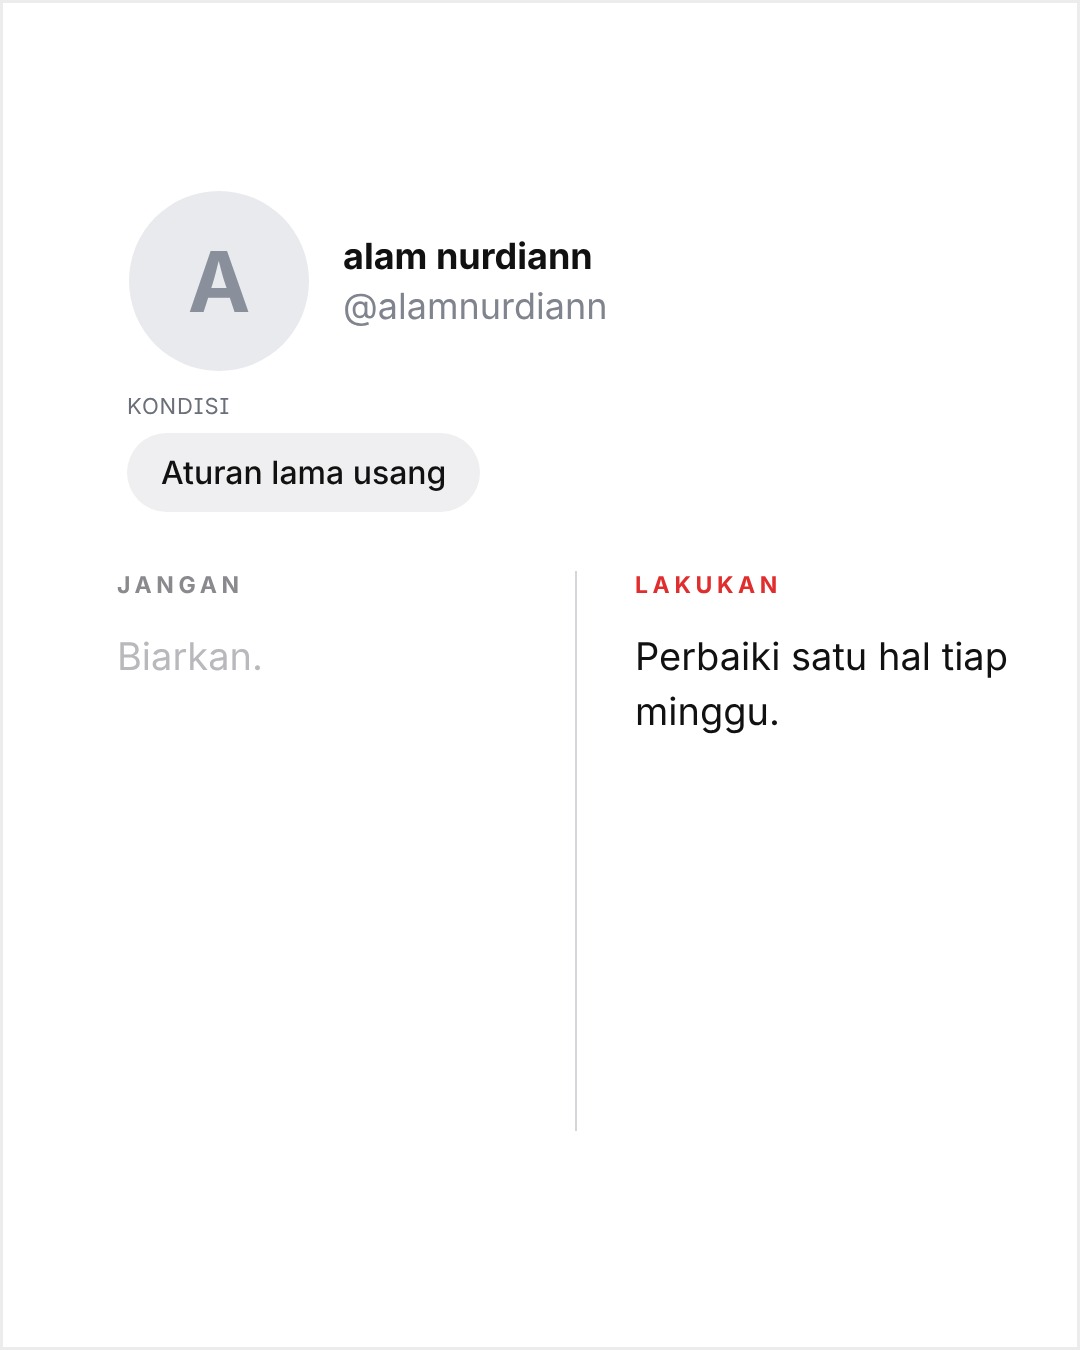 A
alam nurdiann
@alamnurdiann
KONDISI
Aturan lama usang
JANGAN
Biarkan.
LAKUKAN
Perbaiki satu hal tiap
minggu.